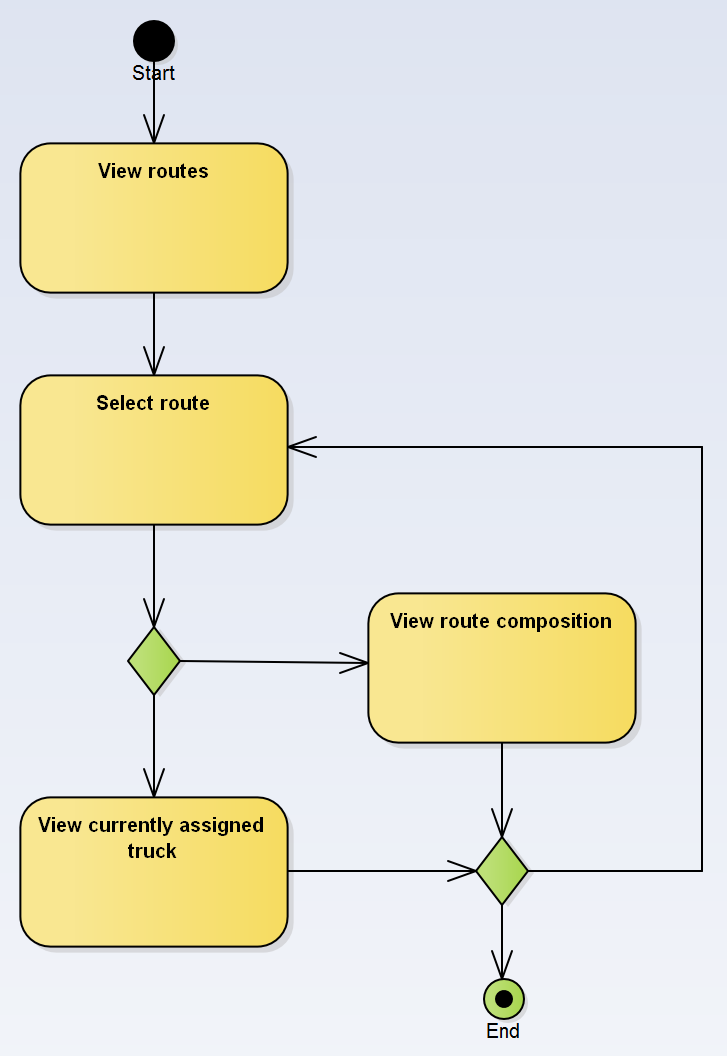 Start
View routes
Select route
View route composition
View currently assigned
truck
End